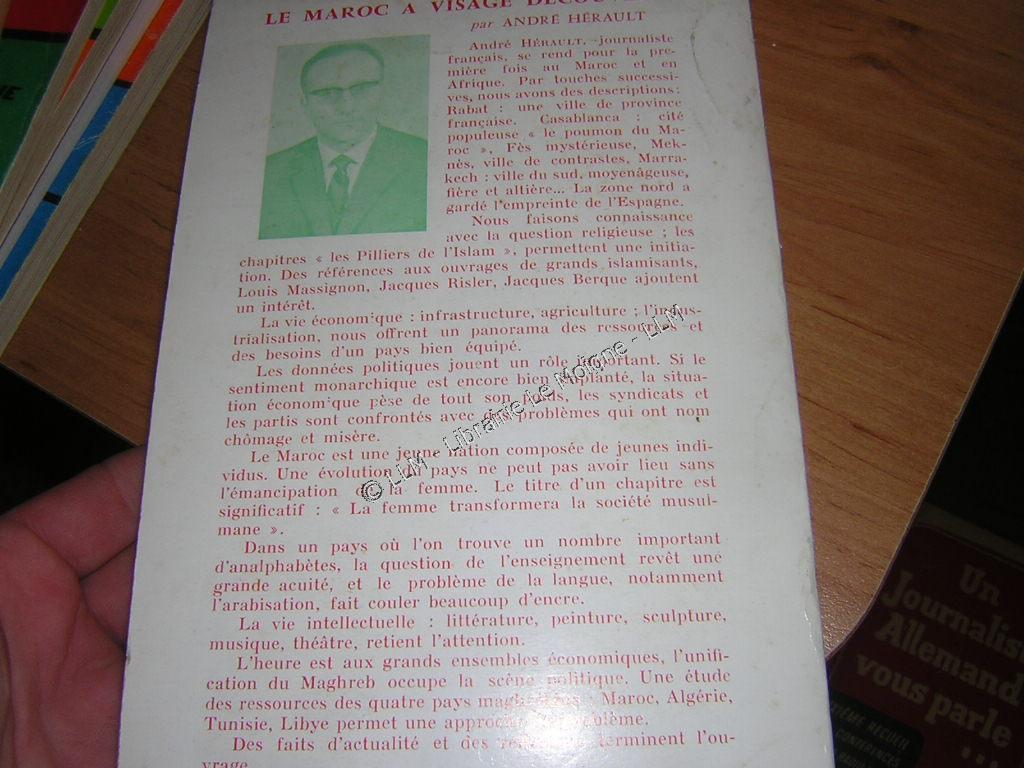 LE MAROC A VISAGE
par ANDRÉ HÉRAULT
André HÉRAULT, journaliste
français, se rend pour la pre-
mière fois au Maroc et en
Afrique. Par touches successi-
ves, nous avons des descriptions :
Rabat : une ville de province
française. Casablanca : cité
populeuse « le poumon du Ma-
roc », Fès mystérieuse, Mek-
nès, ville de contrastes, Marra-
kech : ville du sud, moyenâgeuse,
fière et altière... La zone nord a
gardé l'empreinte de l'Espagne.
Nous faisons connaissance
avec la question religieuse ; les
chapitres « les Pilliers de l'Islam », permettent une initia-
tion. Des références aux ouvrages de grands islamisants,
Louis Massignon, Jacques Risler, Jacques Berque ajoutent
un intérêt.
La vie économique : infrastructure, agriculture ; l'indus-
trialisation, nous offrent un panorama des ressources et
des besoins d'un pays bien équipé.
Les données politiques jouent un rôle important. Si le
sentiment monarchique est encore bien implanté, la situa-
tion économique pèse de tout son poids, les syndicats et
les partis sont confrontés avec des problèmes qui ont nom
chômage et misère.
Le Maroc est une jeune nation composée de jeunes indi-
vidus. Une évolution du pays ne peut pas avoir lieu sans
l'émancipation de la femme. Le titre d'un chapitre est
significatif : « La femme transformera la société musul-
mane ».
Dans un pays où l'on trouve un nombre important
d'analphabètes, la question de l'enseignement revêt une
grande acuité, et le problème de la langue, notamment
l'arabisation, fait couler beaucoup d'encre.
La vie intellectuelle : littérature, peinture, sculpture,
musique, théâtre, retient l'attention.
L'heure est aux grands ensembles économiques, l'unifi-
cation du Maghreb occupe la scène politique. Une étude
des ressources des quatre pays maghrébins : Maroc, Algérie,
Tunisie, Libye permet une approche du problème.
Des faits d'actualité et des terminent l'ou-
vrage.
© LLM - Librairie Le Moigne - LLM
Un
Journaliste
Allemand
vous parle
...
RECUEIL
CONFÉRENCES